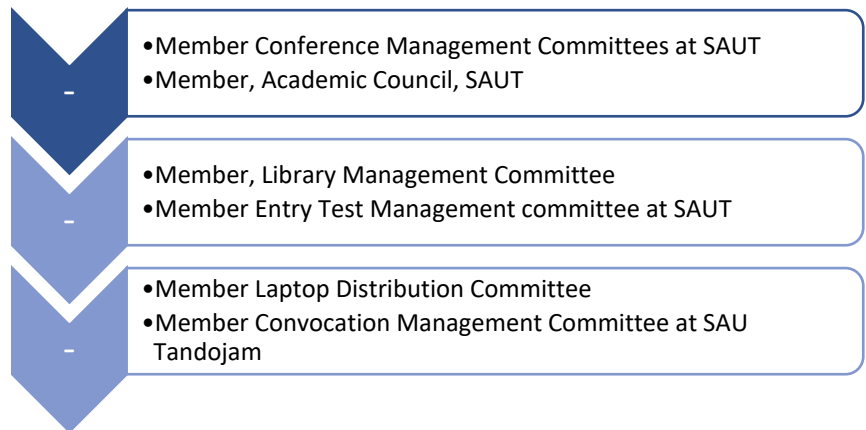 -
•Member Conference Management Committees at SAUT
•Member, Academic Council, SAUT
-
•Member, Library Management Committee
•Member Entry Test Management committee at SAUT
-
•Member Laptop Distribution Committee
•Member Convocation Management Committee at SAU
Tandojam